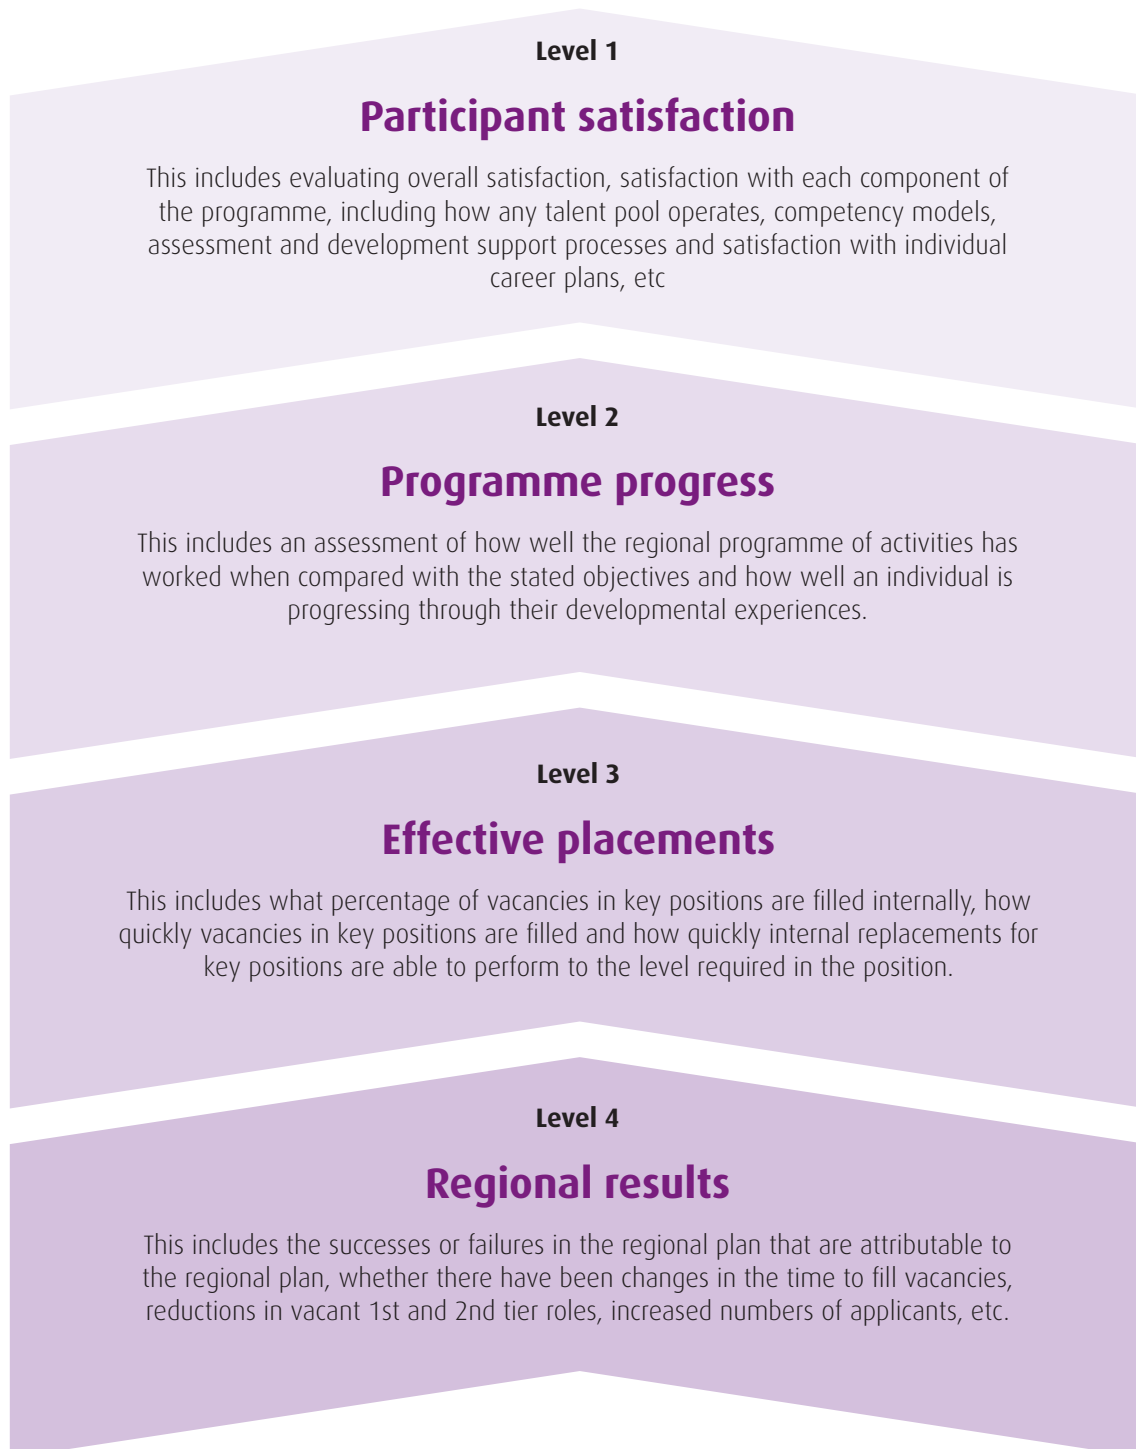 Level 1
Participant satisfaction
This includes evaluating overall satisfaction, satisfaction with each component of
the programme, including how any talent pool operates, competency models,
assessment and development support processes and satisfaction with individual
career plans, etc
Level 2
Programme progress
This includes an assessment of how well the regional programme of activities has
worked when compared with the stated objectives and how well an individual is
progressing through their developmental experiences.
Level 3
Effective placements
This includes what percentage of vacancies in key positions are filled internally, how
quickly vacancies in key positions are filled and how quickly internal replacements for
key positions are able to perform to the level required in the position.
Level 4
Regional results
This includes the successes or failures in the regional plan that are attributable to
the regional plan, whether there have been changes in the time to fill vacancies,
reductions in vacant 1st and 2nd tier roles, increased numbers of applicants, etc.